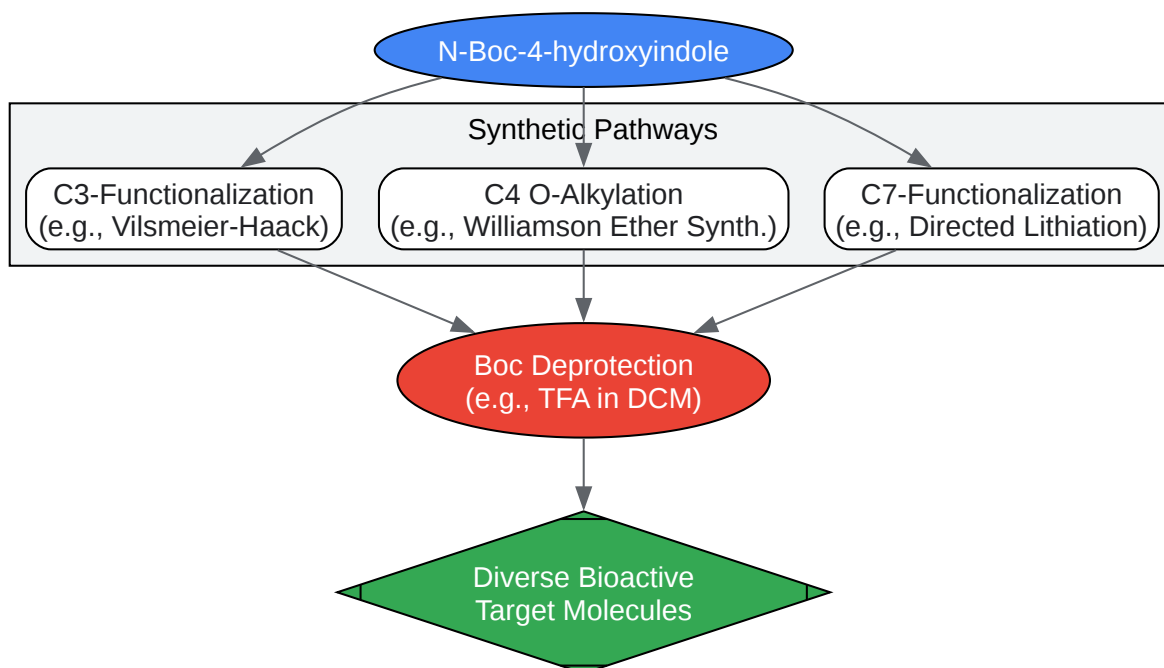 N-Boc-4-hydroxyindole
Synthetic Pathways
C3-Functionalization
(e.g., Vilsmeier-Haack)
C4 O-Alkylation
(e.g., Williamson Ether Synth.)
C7-Functionalization
(e.g., Directed Lithiation)
Boc Deprotection
(e.g., TFA in DCM)
Diverse Bioactive
Target Molecules